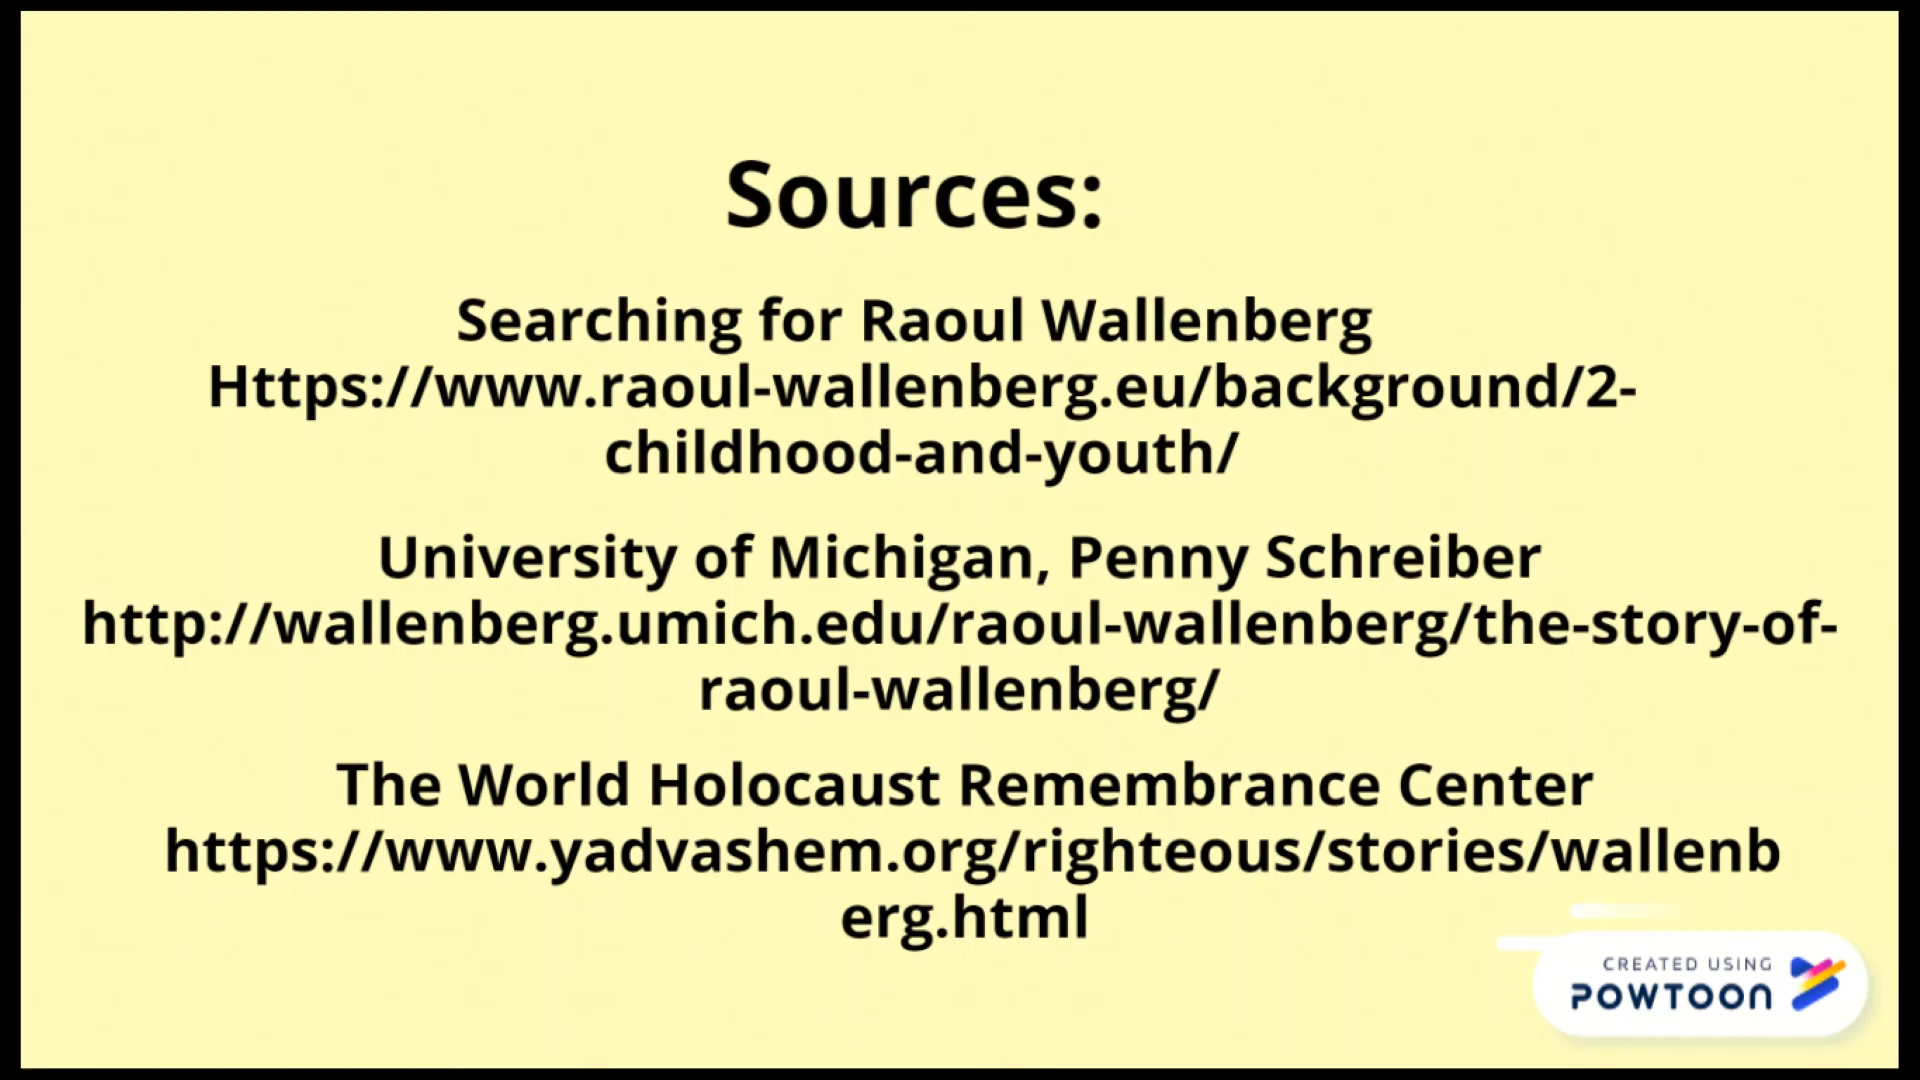 Sources:
Searching for Raoul Wallenberg
Https://www.raoul-wallenberg.eu/background/2-
childhood-and-youth/
University of Michigan, Penny Schreiber
http://wallenberg.umich.edu/raoul-wallenberg/the-story-of-
raoul-wallenberg/
The World Holocaust Remembrance Center
https://www.yadvashem.org/righteous/stories/wallenb
erg.html
CREATED USING
POWTOON